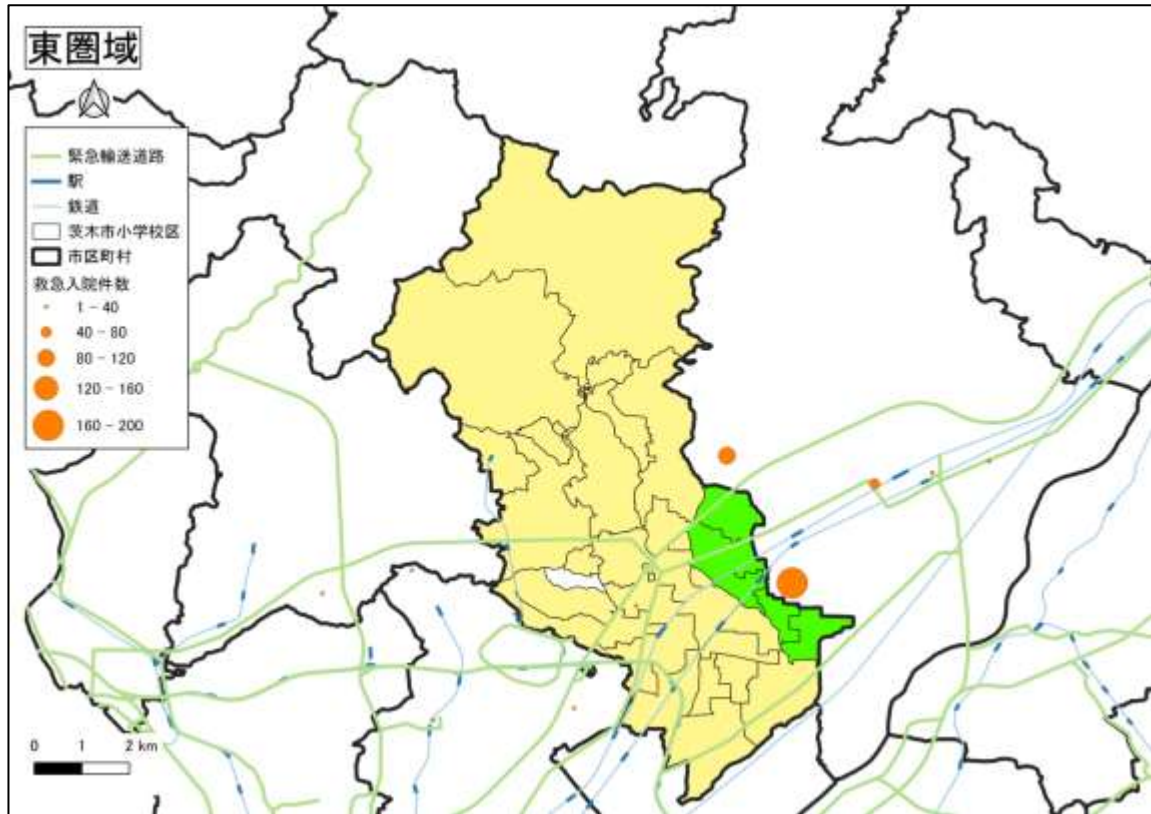 東圏域
緊急輸送道路
駅
鉄道
茨木市小学校区
市区町村
救急入院件数
1 - 40
40 - 80
80 - 120
120 - 160
160 - 200
0 1 2 km